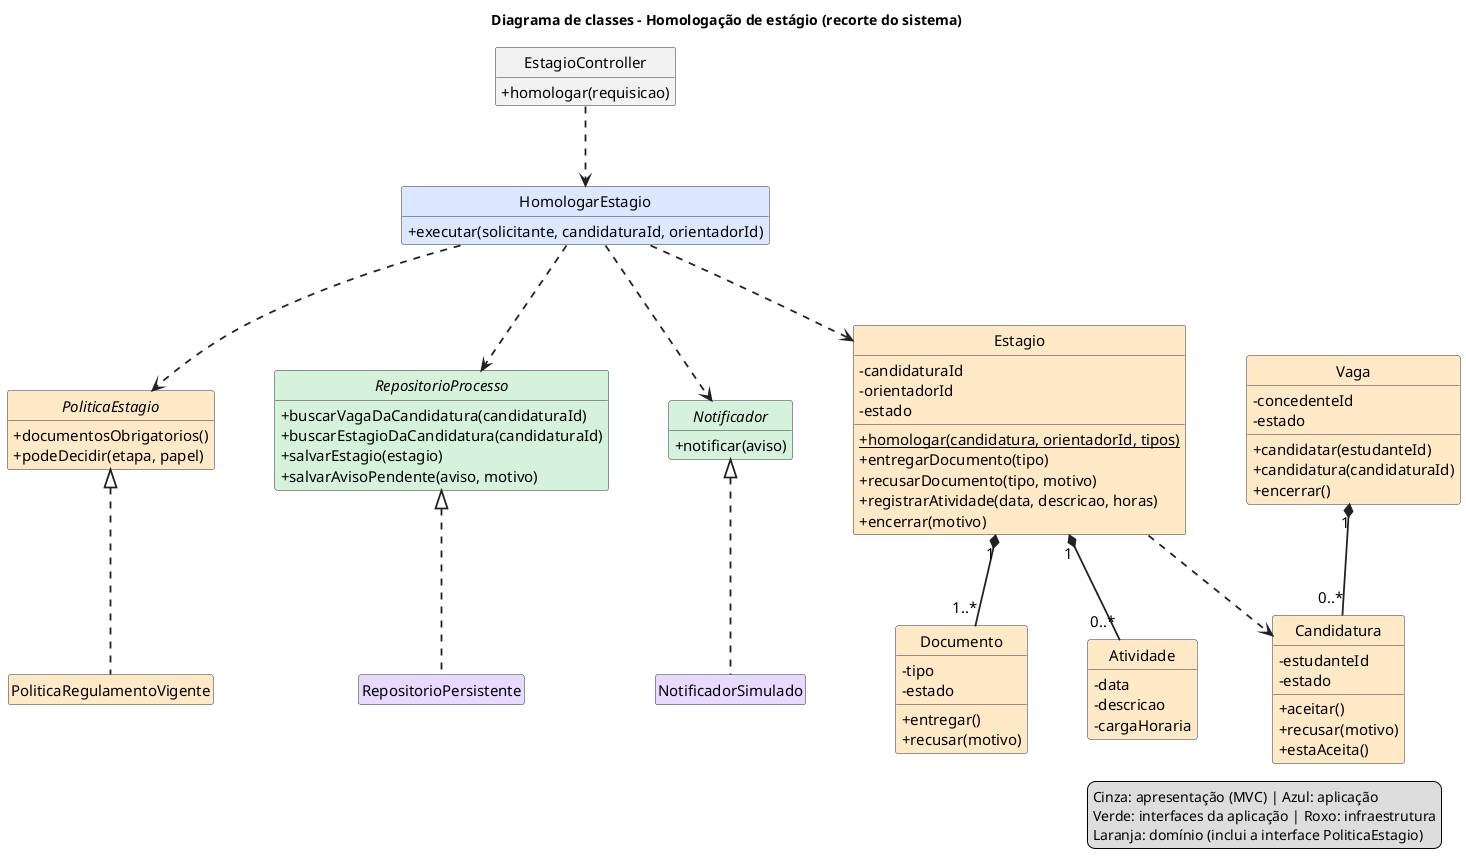 Diagrama de classes - Homologação de estágio (recorte do sistema)
EstagioController
+homologar(requisicao)
HomologarEstagio
+executar(solicitante, candidaturaId, orientadorId)
PoliticaEstagio
+documentosObrigatorios()
+podeDecidir(etapa, papel)
RepositorioProcesso
+buscarVagaDaCandidatura(candidaturaId)
+buscarEstagioDaCandidatura(candidaturaId)
+salvarEstagio(estagio)
+salvarAvisoPendente(aviso, motivo)
Notificador
+notificar(aviso)
Estagio
-candidaturaId
-orientadorId
-estado
+homologar(candidatura, orientadorId, tipos)
+entregarDocumento(tipo)
+recusarDocumento(tipo, motivo)
+registrarAtividade(data, descricao, horas)
+encerrar(motivo)
Vaga
-concedenteId
-estado
+candidatar(estudanteId)
+candidatura(candidaturaId)
+encerrar()
1
1
1
1..*
0..*
0..*
PoliticaRegulamentoVigente
RepositorioPersistente
NotificadorSimulado
Documento
-tipo
-estado
+entregar()
+recusar(motivo)
Atividade
-data
-descricao
-cargaHoraria
Candidatura
-estudanteId
-estado
+aceitar()
+recusar(motivo)
+estaAceita()
Cinza: apresentação (MVC) | Azul: aplicação
Verde: interfaces da aplicação | Roxo: infraestrutura
Laranja: domínio (inclui a interface PoliticaEstagio)